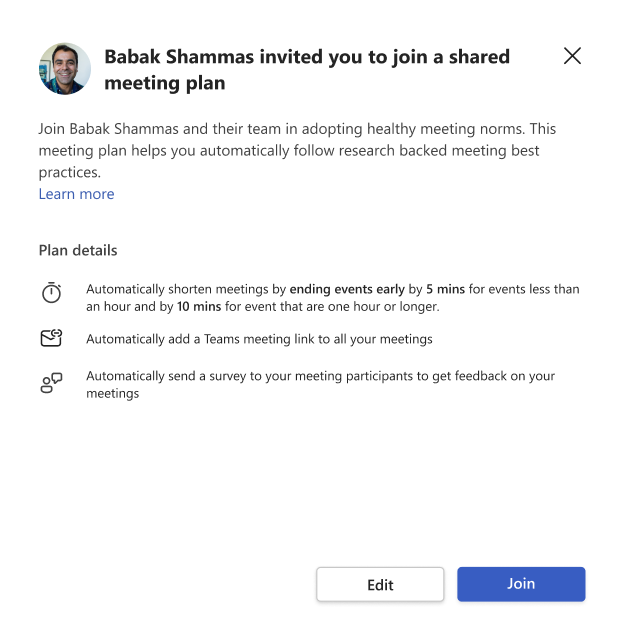 Babak Shammas invited you to join a shared
meeting plan
Join Babak Shammas and their team in adopting healthy meeting norms. This
meeting plan helps you automatically follow research backed meeting best
practices.
Learn more
Plan details
Automatically shorten meetings by ending events early by 5 mins for events less than
an hour and by 10 mins for event that are one hour or longer.
Automatically add a Teams meeting link to all your meetings
Automatically send a survey to your meeting participants to get feedback on your
meetings
Edit
Join